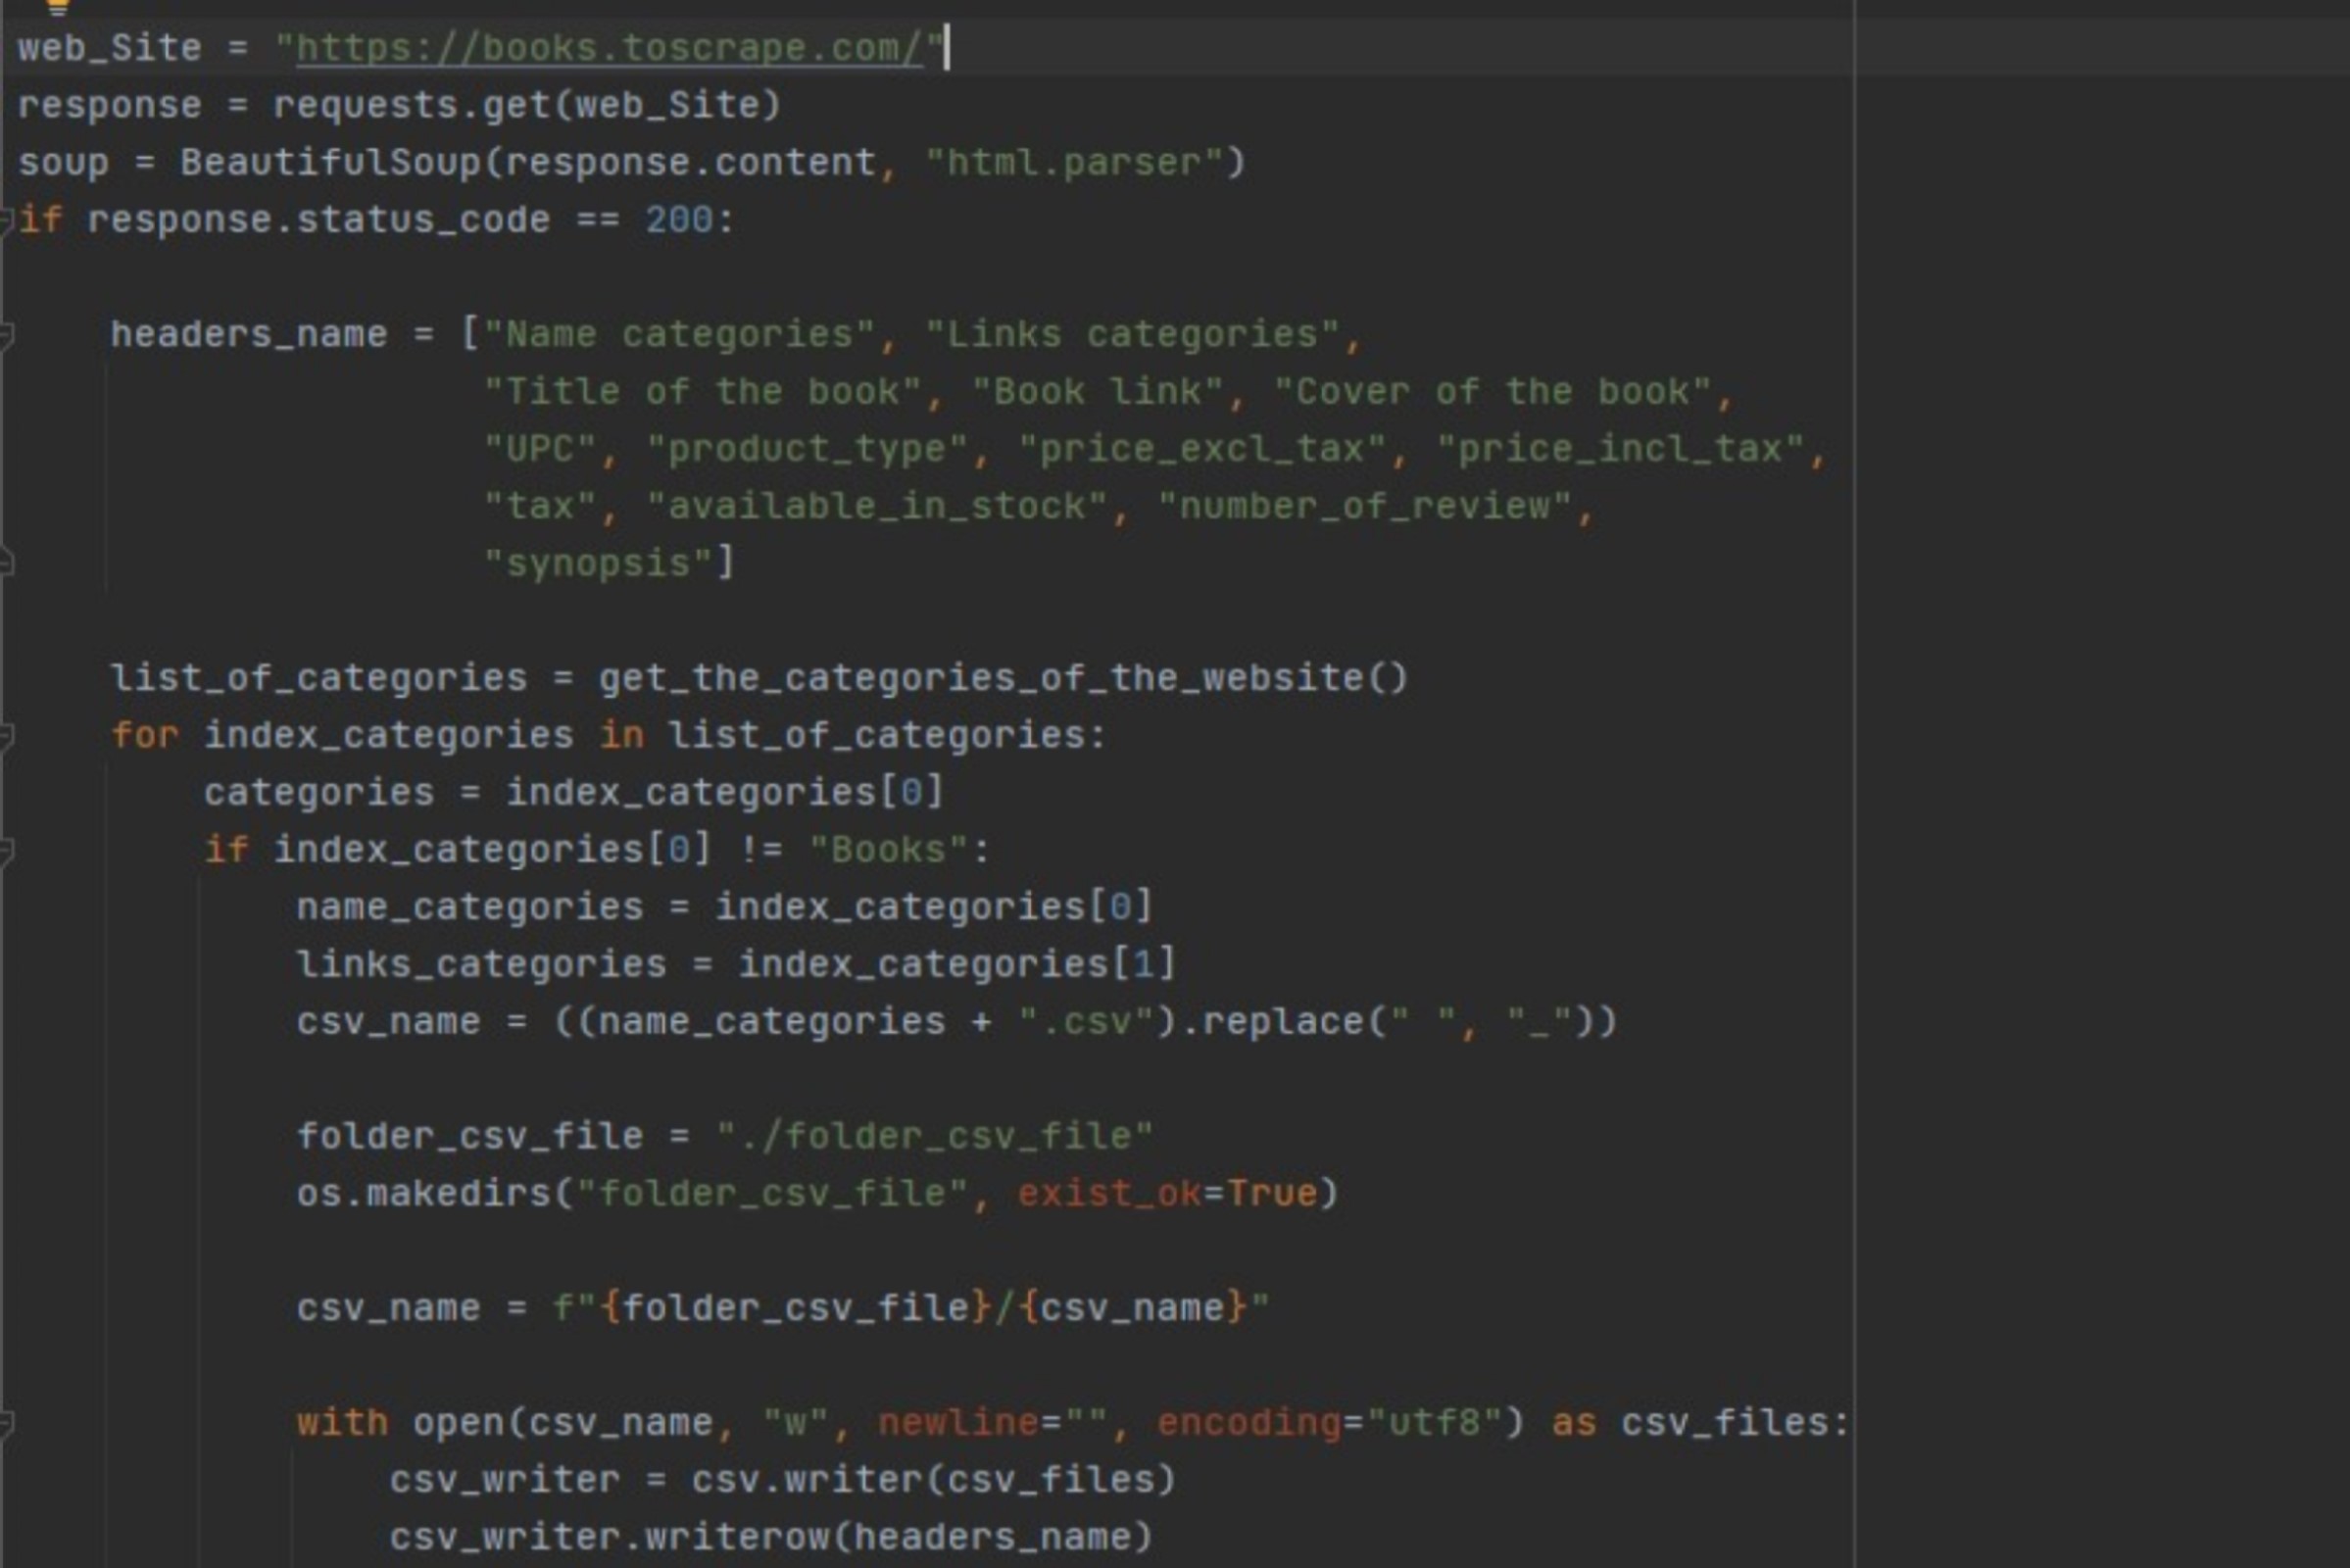 web_Site = "https://books.toscrape.com/"
response = requests.get(web_Site)
soup = BeautifulSoup(response.content, "html.parser")
if response.status_code == 200:

    headers_name = ["Name categories", "Links categories",
                    "Title of the book", "Book link", "Cover of the book",
                    "UPC", "product_type", "price_excl_tax", "price_incl_tax",
                    "tax", "available_in_stock", "number_of_review",
                    "synopsis"]

    list_of_categories = get_the_categories_of_the_website()
    for index_categories in list_of_categories:
        categories = index_categories[0]
        if index_categories[0] != "Books":
            name_categories = index_categories[0]
            links_categories = index_categories[1]
            csv_name = ((name_categories + ".csv").replace(" ", "_"))

            folder_csv_file = "./folder_csv_file"
            os.makedirs("folder_csv_file", exist_ok=True)

            csv_name = f"{folder_csv_file}/{csv_name}"

            with open(csv_name, "w", newline="", encoding="utf8") as csv_files:
                csv_writer = csv.writer(csv_files)
                csv_writer.writerow(headers_name)